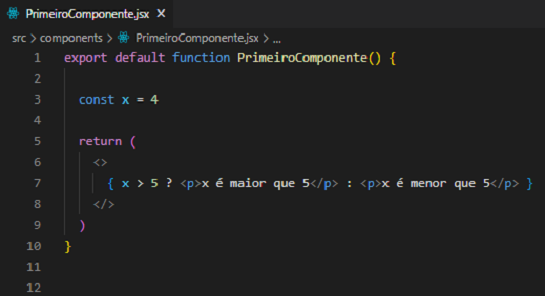 PrimeiroComponente.jsx X
src > components > PrimeiroComponente.jsx > ...
1 export default function PrimeiroComponente() {
2
3 const x = 4
4
5 return (
6 <>
7 { x > 5 ? <p>x é maior que 5</p> : <p>x é menor que 5</p> }
8 </>
9 )
10 }
11
12